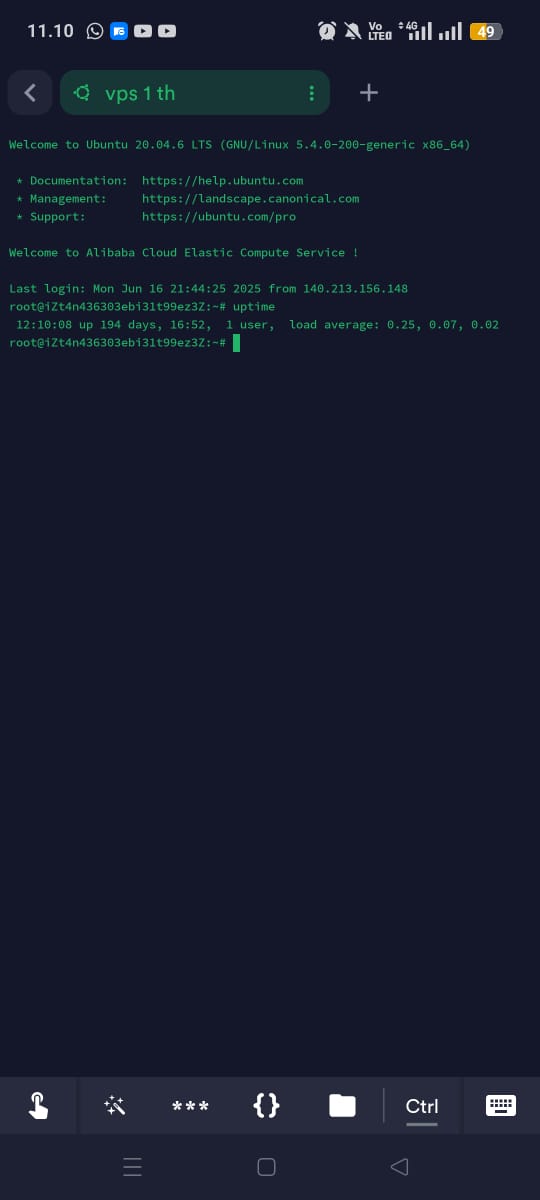 11.10 Vo LTE 4G 49
vps 1 th
Welcome to Ubuntu 20.04.6 LTS (GNU/Linux 5.4.0-200-generic x86_64)
* Documentation: https://help.ubuntu.com
* Management: https://landscape.canonical.com
* Support: https://ubuntu.com/pro
Welcome to Alibaba Cloud Elastic Compute Service !
Last login: Mon Jun 16 21:44:25 2025 from 140.213.156.148
root@iZt4n436303ebi31t99ez3Z:~# uptime
12:10:08 up 194 days, 16:52, 1 user, load average: 0.25, 0.07, 0.02
root@iZt4n436303ebi31t99ez3Z:~#
*** {} Ctrl